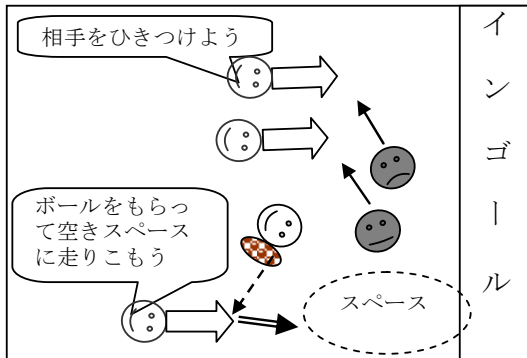 相手をひきつけよう
ボールをもらっ
て空きスペース
に走りこもう
スペース
インゴール